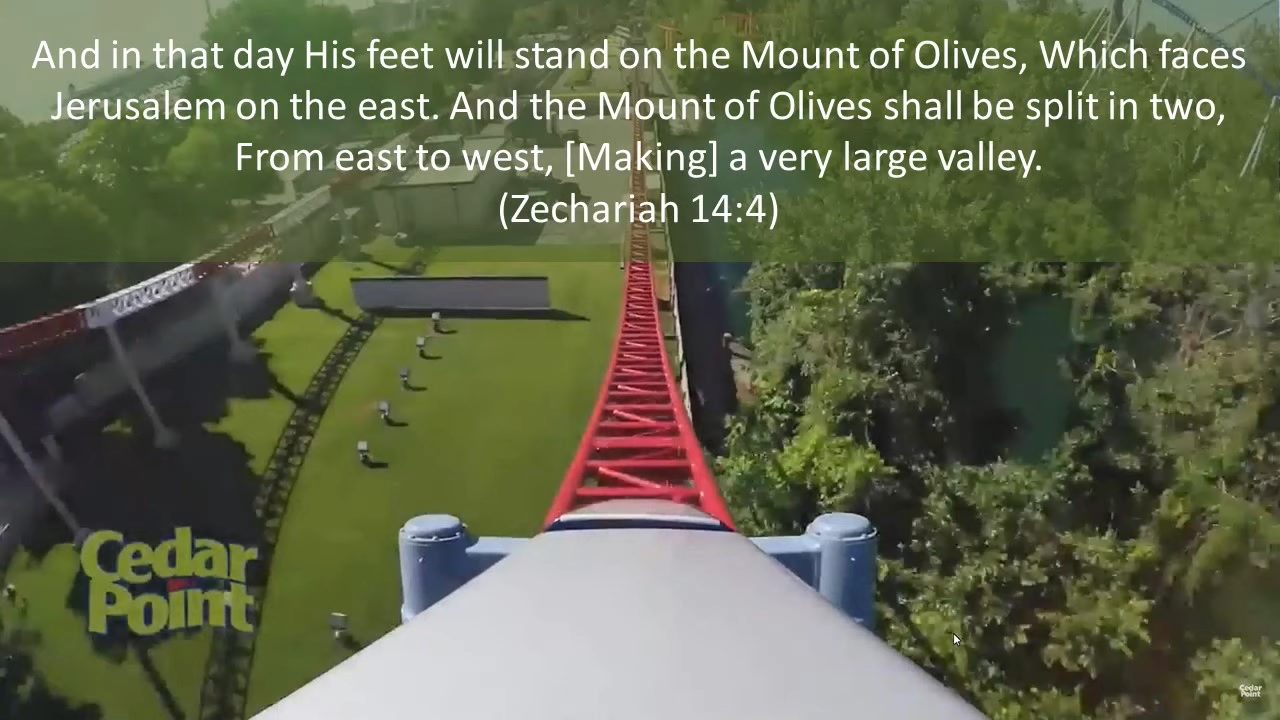 And in that day His feet will stand on the Mount of Olives, Which faces
Jerusalem on the east. And the Mount of Olives shall be split in two,
From east to west, [Making] a very large valley.
(Zechariah 14:4)
Cedar
Point
Cedar
Point